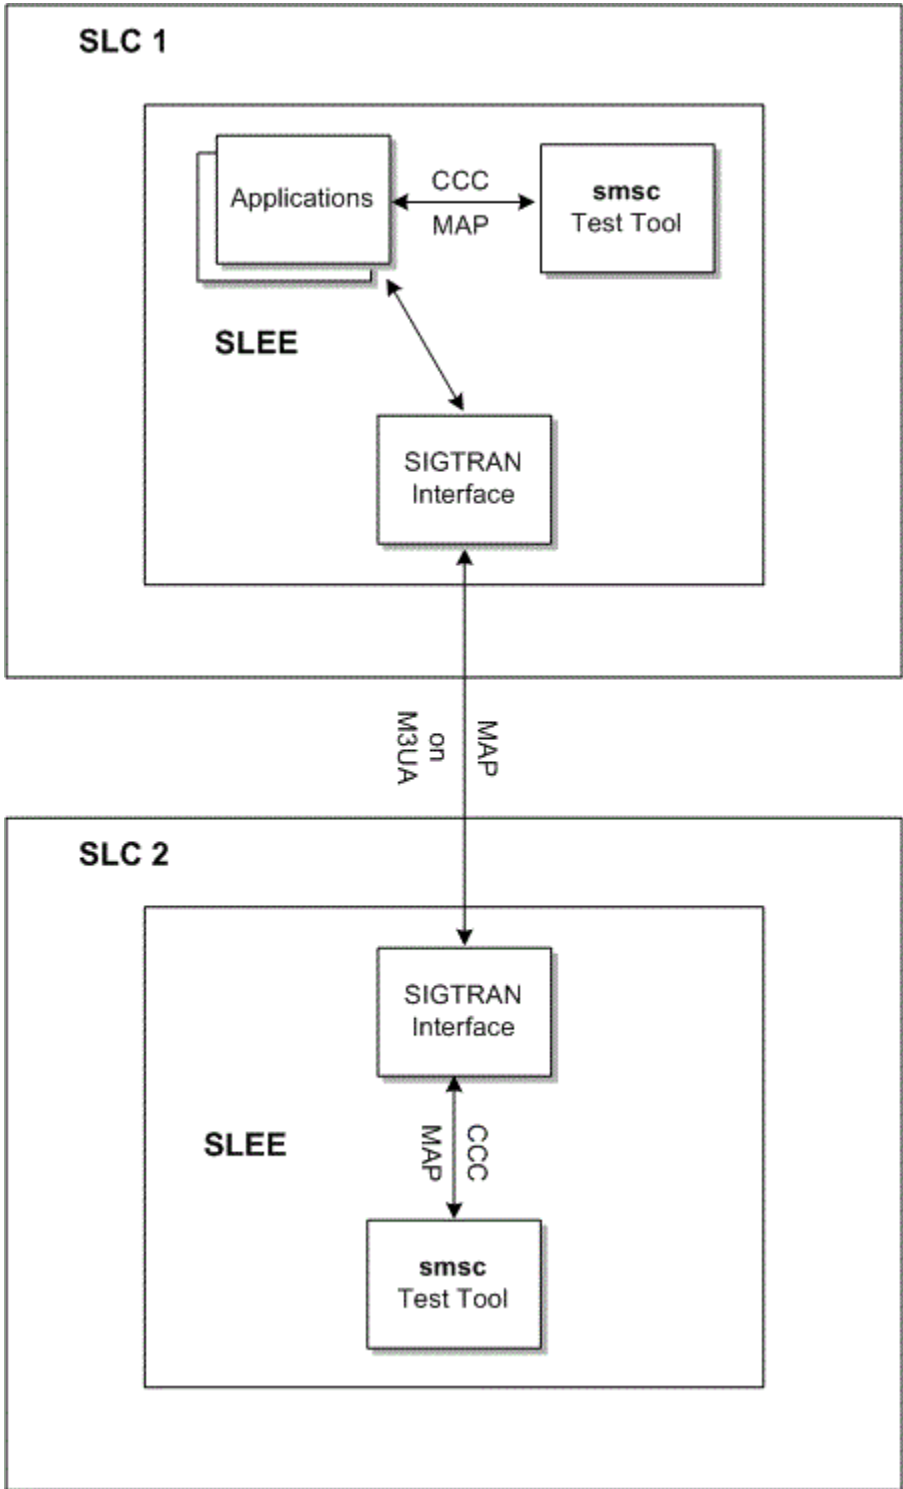 SLC 1
Applications
CCC
MAP
smsc
Test Tool
SLEE
SIGTRAN
Interface
MAP
on
M3UA
SLC 2
SIGTRAN
Interface
SLEE
CCC
MAP
smsc
Test Tool